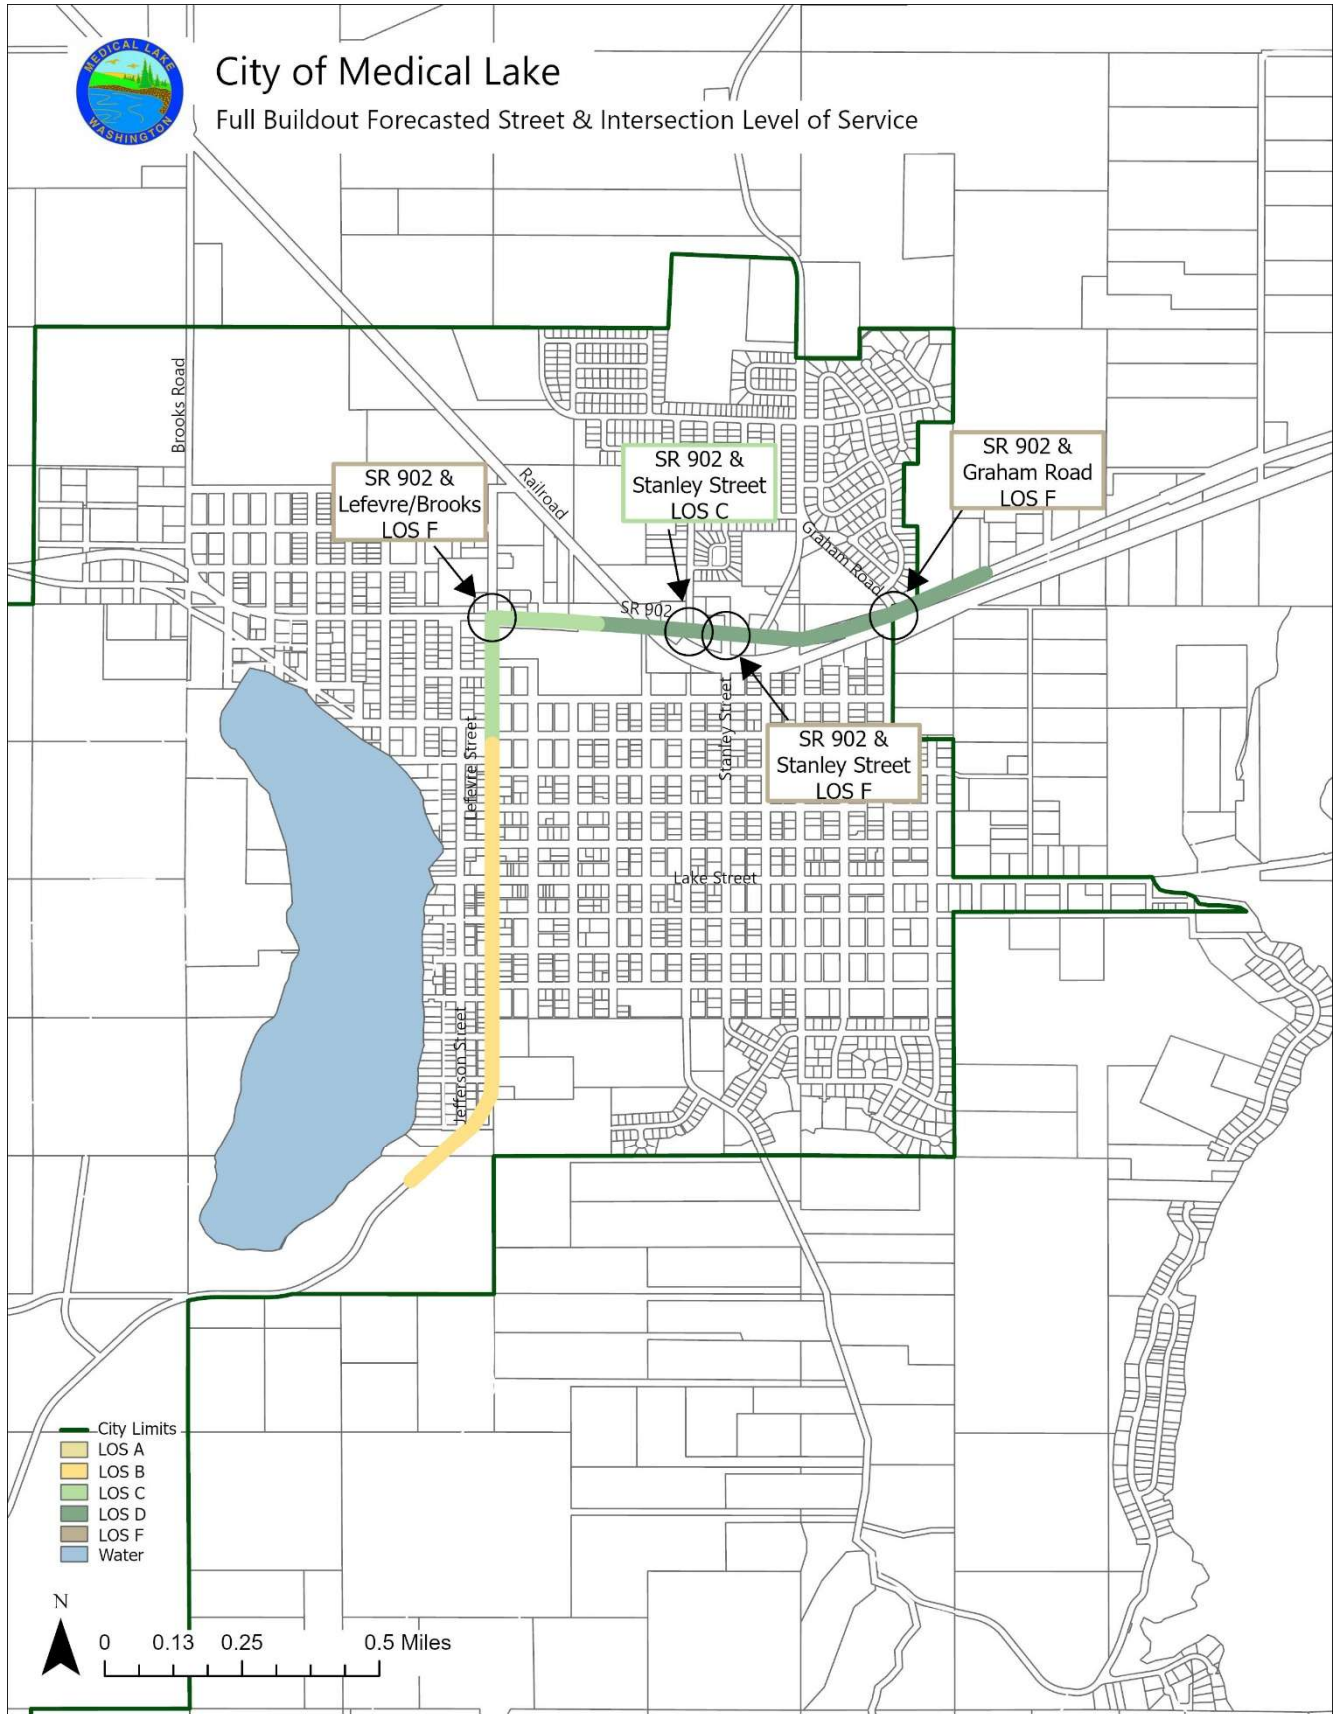 MEDICAL LAKE
WASHINGTON
City of Medical Lake
Full Buildout Forecasted Street & Intersection Level of Service
Brooks Road
Railroad
SR 902 &
Lefevre/Brooks
LOS F
SR 902 &
Stanley Street
LOS C
SR 902 &
Graham Road
LOS F
Graham Road
SR 902
SR 902 &
Stanley Street
LOS F
Stanley Street
Lefevre Street
Lake Street
Jefferson Street
City Limits
LOS A
LOS B
LOS C
LOS D
LOS F
Water
N
0 0.13 0.25 0.5 Miles